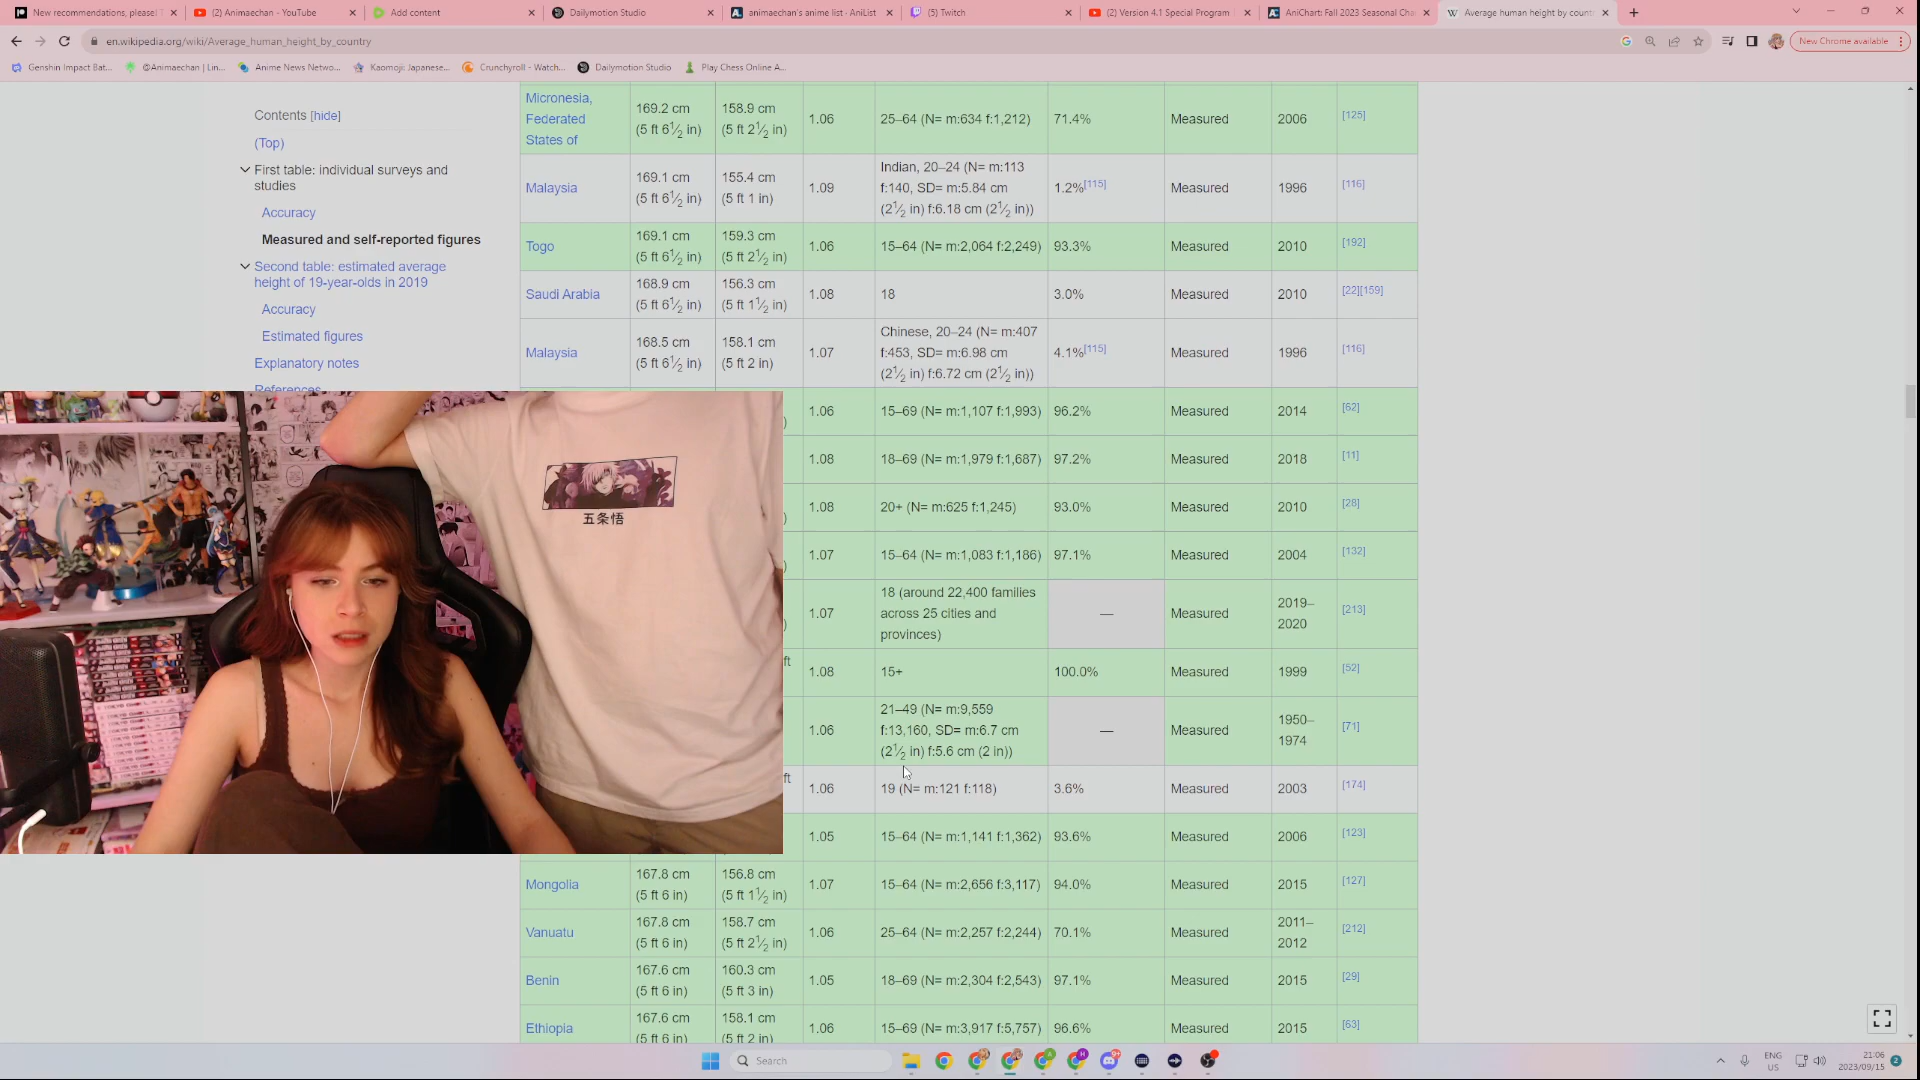 New recommendations, please!
(2) Animaechan - YouTube
Add content
Dailymotion Studio
animaechan's anime list · AniList
(5) Twitch
(2) Version 4.1 Special Program
AniChart: Fall 2023 Seasonal Cha
Average human height by count
en.wikipedia.org/wiki/Average_human_height_by_country
New Chrome available
Genshin Impact Bat...
@Animaechan | Lin...
Anime News Netwo...
Kaomoji: Japanese...
Crunchyroll - Watch...
Dailymotion Studio
Play Chess Online A...
Contents [hide]
(Top)
First table: individual surveys and
studies
Accuracy
Measured and self-reported figures
Second table: estimated average
height of 19-year-olds in 2019
Accuracy
Estimated figures
Explanatory notes
References
Micronesia, Federated States of 169.2 cm (5 ft 6½ in) 158.9 cm (5 ft 2½ in) 1.06 25–64 (N= m:634 f:1,212) 71.4% Measured 2006 [125]
Malaysia 169.1 cm (5 ft 6½ in) 155.4 cm (5 ft 1 in) 1.09 Indian, 20–24 (N= m:113 f:140, SD= m:5.84 cm (2½ in) f:6.18 cm (2½ in)) 1.2%[115] Measured 1996 [116]
Togo 169.1 cm (5 ft 6½ in) 159.3 cm (5 ft 2½ in) 1.06 15–64 (N= m:2,064 f:2,249) 93.3% Measured 2010 [192]
Saudi Arabia 168.9 cm (5 ft 6½ in) 156.3 cm (5 ft 1½ in) 1.08 18 3.0% Measured 2010 [22][159]
Malaysia 168.5 cm (5 ft 6½ in) 158.1 cm (5 ft 2 in) 1.07 Chinese, 20–24 (N= m:407 f:453, SD= m:6.98 cm (2½ in) f:6.72 cm (2½ in)) 4.1%[115] Measured 1996 [116]
) 1.06 15–69 (N= m:1,107 f:1,993) 96.2% Measured 2014 [62]
1.08 18–69 (N= m:1,979 f:1,687) 97.2% Measured 2018 [11]
) 1.08 20+ (N= m:625 f:1,245) 93.0% Measured 2010 [28]
) 1.07 15–64 (N= m:1,083 f:1,186) 97.1% Measured 2004 [132]
) 1.07 18 (around 22,400 families across 25 cities and provinces) — Measured 2019–2020 [213]
ft 1.08 15+ 100.0% Measured 1999 [52]
1.06 21–49 (N= m:9,559 f:13,160, SD= m:6.7 cm (2½ in) f:5.6 cm (2 in)) — Measured 1950–1974 [71]
ft 1.06 19 (N= m:121 f:118) 3.6% Measured 2003 [174]
1.05 15–64 (N= m:1,141 f:1,362) 93.6% Measured 2006 [123]
Mongolia 167.8 cm (5 ft 6 in) 156.8 cm (5 ft 1½ in) 1.07 15–64 (N= m:2,656 f:3,117) 94.0% Measured 2015 [127]
Vanuatu 167.8 cm (5 ft 6 in) 158.7 cm (5 ft 2½ in) 1.06 25–64 (N= m:2,257 f:2,244) 70.1% Measured 2011–2012 [212]
Benin 167.6 cm (5 ft 6 in) 160.3 cm (5 ft 3 in) 1.05 18–69 (N= m:2,304 f:2,543) 97.1% Measured 2015 [29]
Ethiopia 167.6 cm (5 ft 6 in) 158.1 cm (5 ft 2 in) 1.06 15–69 (N= m:3,917 f:5,757) 96.6% Measured 2015 [63]
五条悟
Search
ENG
US
21:06
2023/09/15
2